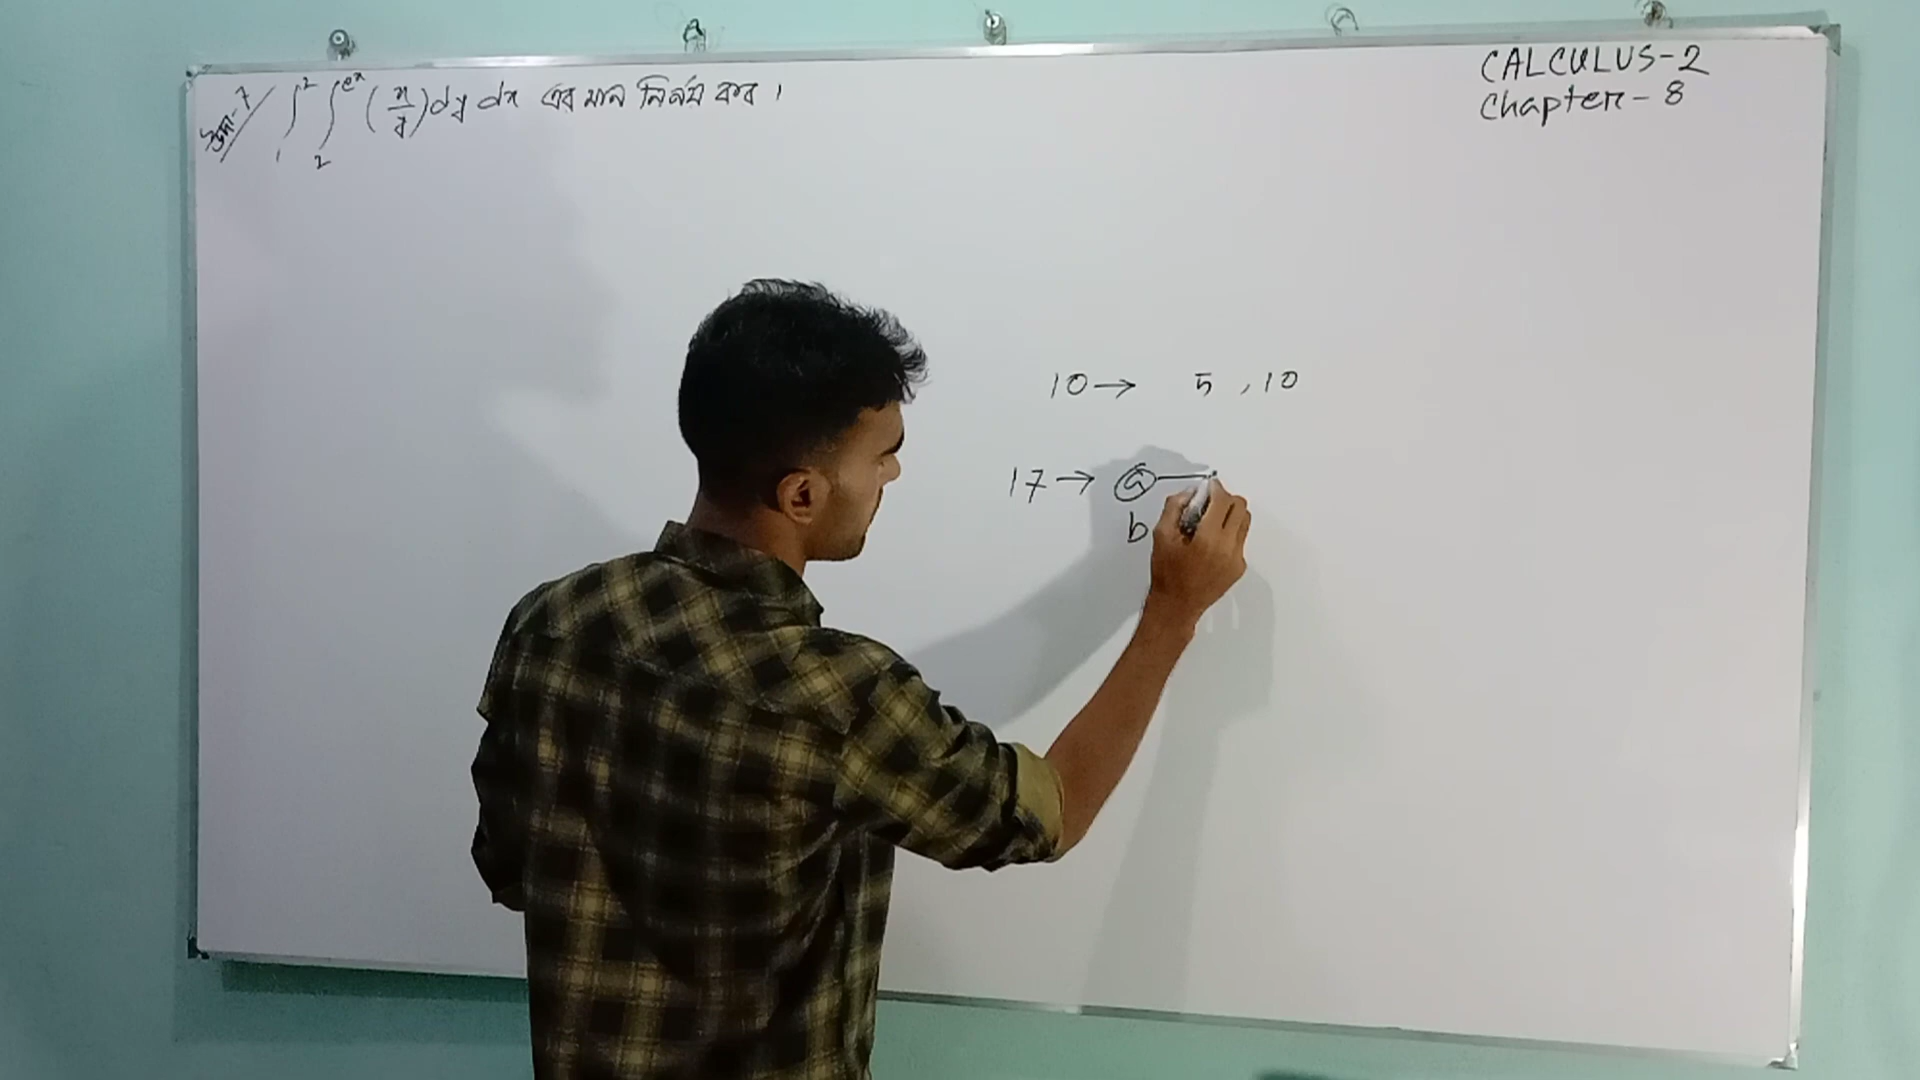 উদা-7 ∫₁² ∫₂^{eˣ} (x/y) dy dx এর মান নির্ণয় কর ।
CALCULUS-2
Chapter-8
10 → 5 , 10
17 → a
b